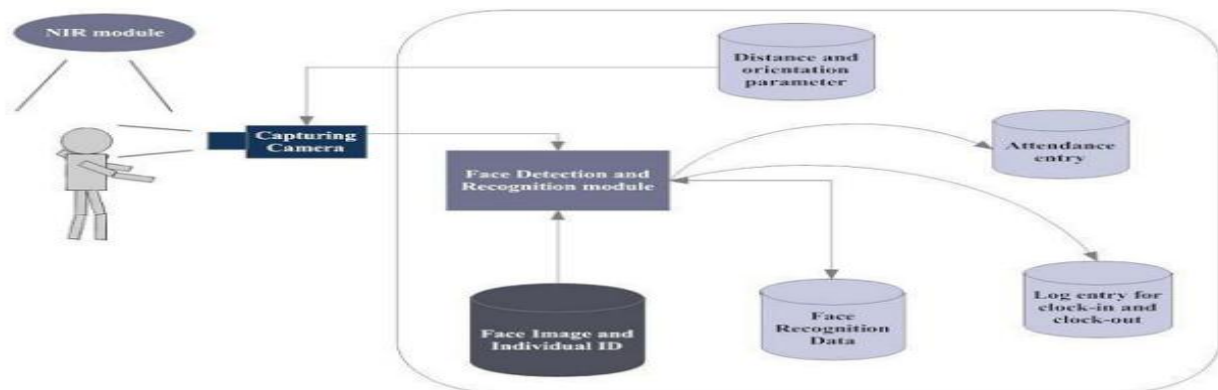 NIR module
Distance and
orientation
parameter
Capturing
Camera
Attendance
entry
Face Detection and
Recognition module
Log entry for
clock-in and
clock-out
Face
Recognition
Data
Face Image and
Individual ID